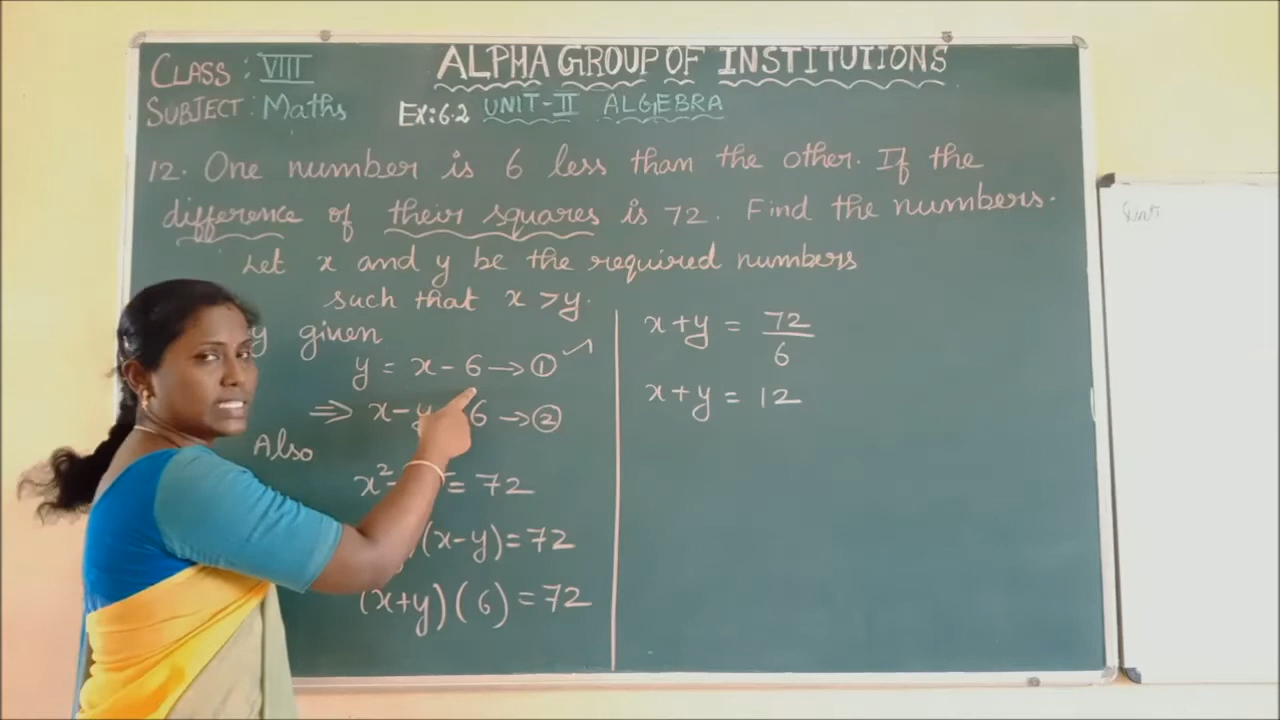 CLASS : VIII
ALPHA GROUP OF INSTITUTIONS
SUBJECT : Maths
Ex: 6.2 UNIT-II ALGEBRA
12. One number is 6 less than the other. If the
difference of their squares is 72. Find the numbers.
Let x and y be the required numbers
such that x > y.
y given
y = x - 6 → ①
⇒ x - y 6 → ②
Also
x² - = 72
(x-y) = 72
(x+y) (6) = 72
x + y = 72/6
x + y = 12